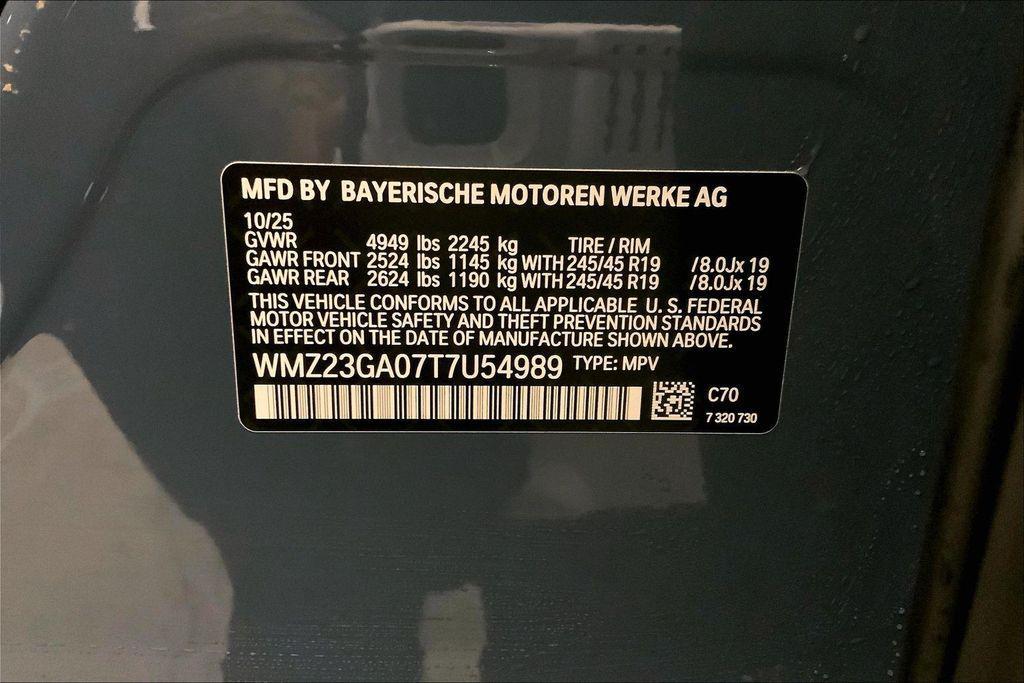 MFD BY BAYERISCHE MOTOREN WERKE AG
10/25
GVWR 4949 lbs 2245 kg TIRE / RIM
GAWR FRONT 2524 lbs 1145 kg WITH 245/45 R19 /8.0Jx 19
GAWR REAR 2624 lbs 1190 kg WITH 245/45 R19 /8.0Jx 19
THIS VEHICLE CONFORMS TO ALL APPLICABLE U. S. FEDERAL
MOTOR VEHICLE SAFETY AND THEFT PREVENTION STANDARDS
IN EFFECT ON THE DATE OF MANUFACTURE SHOWN ABOVE.
WMZ23GA07T7U54989 TYPE: MPV
C70
7 320 730